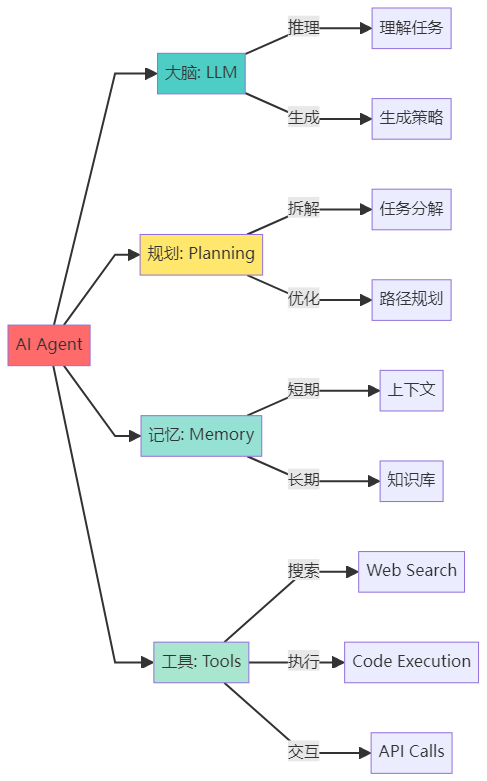 推理
理解任务
大脑: LLM
生成
生成策略
拆解
任务分解
规划: Planning
优化
路径规划
AI Agent
短期
上下文
记忆: Memory
长期
知识库
搜索
Web Search
工具: Tools
执行
Code Execution
交互
API Calls